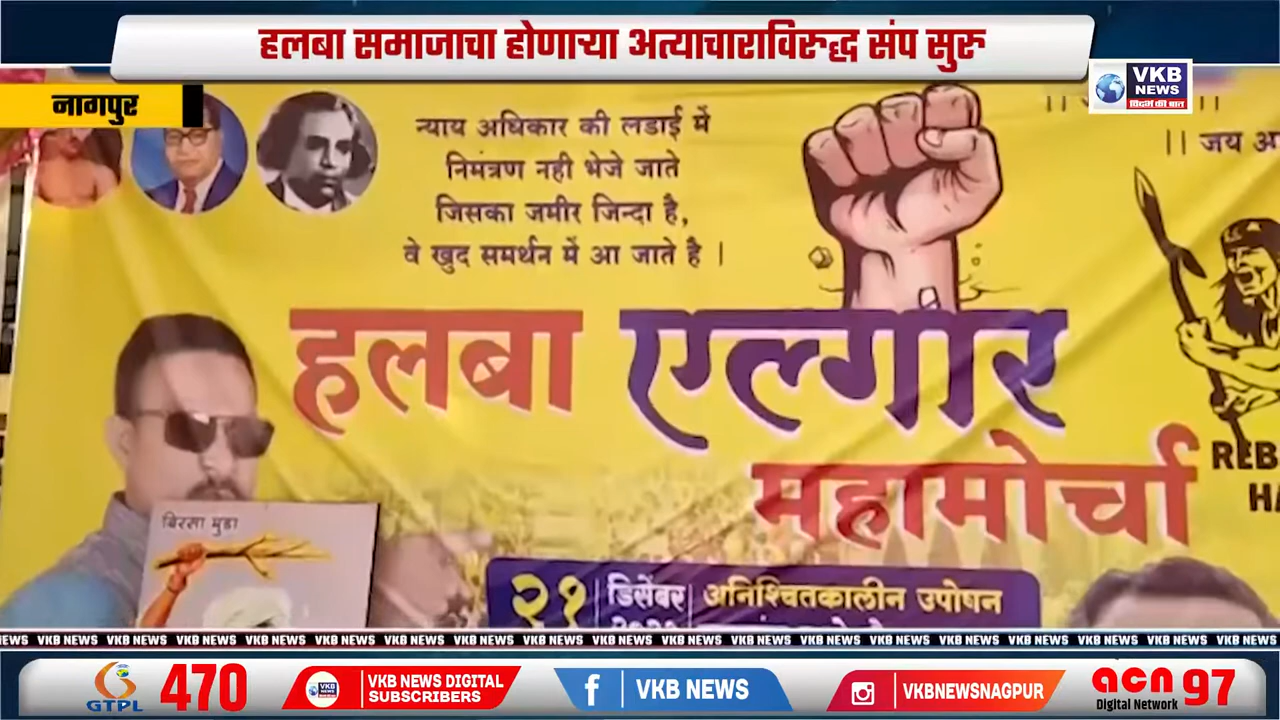 हलबा समाजाचा होणाऱ्या अत्याचाराविरुद्ध संप सुरु
नागपुर
VKB
NEWS
विदर्भ की बात
न्याय अधिकार की लडाई में
निमंत्रण नही भेजे जाते
जिसका जमीर जिन्दा है,
वे खुद समर्थन में आ जाते है |
|| जय
हलबा एल्गार
महामोर्चा
बिरसा मुंडा
२१ डिसेंबर अनिश्चितकालीन उपोषन
NEWS VKB NEWS VKB NEWS VKB NEWS VKB NEWS VKB NEWS VKB NEWS VKB NEWS VKB NEWS VKB NEWS VKB NEWS VKB NEWS VKB NEWS VKB NEWS VKB NEWS VKB NEWS VKB NEWS VKB NEWS
GTPL 470
VKB NEWS DIGITAL
SUBSCRIBERS
VKB NEWS
VKBNEWSNAGPUR
acn 97
Digital Network